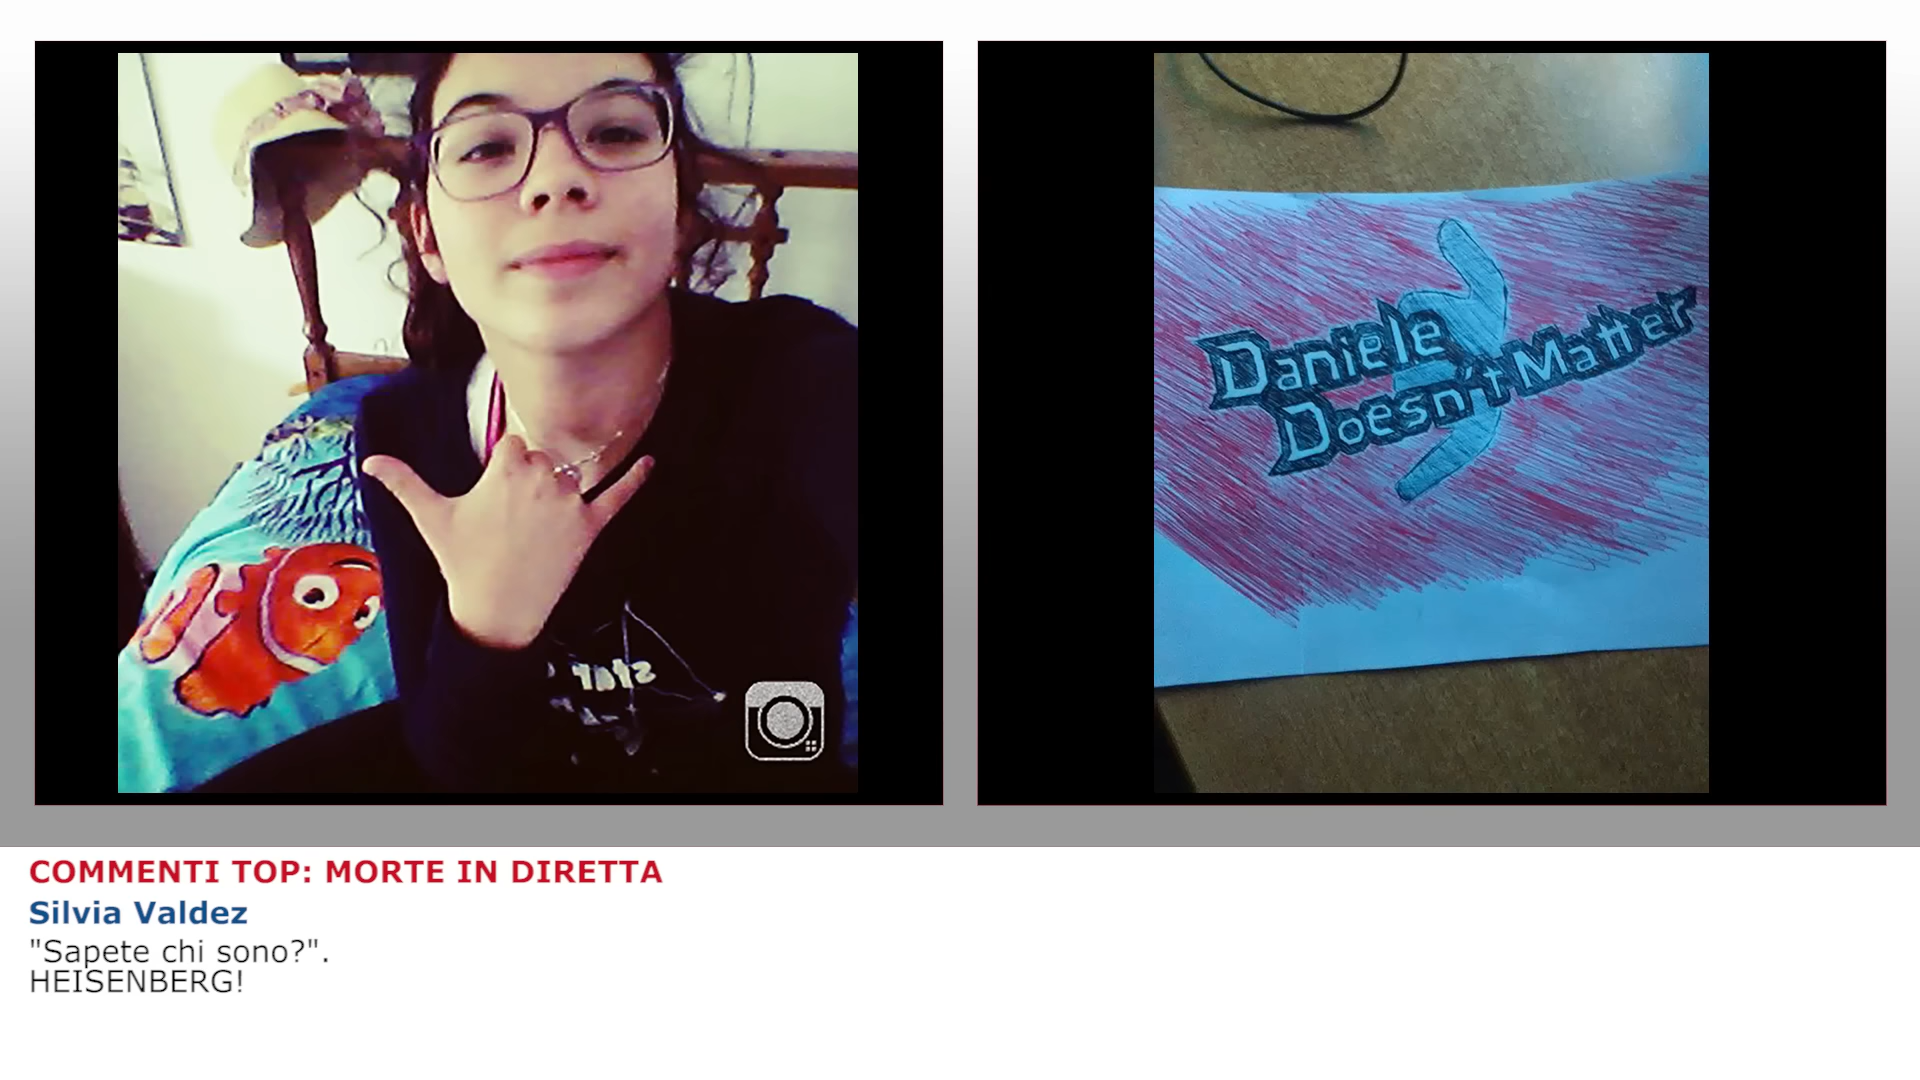 Daniele
Doesn't Matter
COMMENTI TOP: MORTE IN DIRETTA
Silvia Valdez
"Sapete chi sono?".
HEISENBERG!